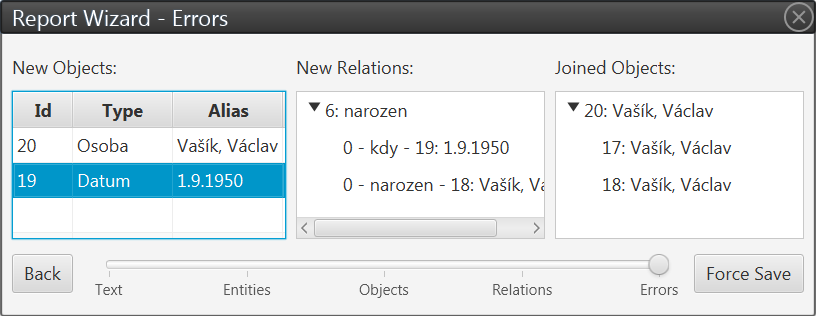 Report Wizard - Errors
New Objects:
New Relations:
Joined Objects:
Id Type Alias
20 Osoba Vašík, Václav
19 Datum 1.9.1950
6: narozen
0 - kdy - 19: 1.9.1950
0 - narozen - 18: Vašík, Va
20: Vašík, Václav
17: Vašík, Václav
18: Vašík, Václav
Back
Text Entities Objects Relations Errors
Force Save